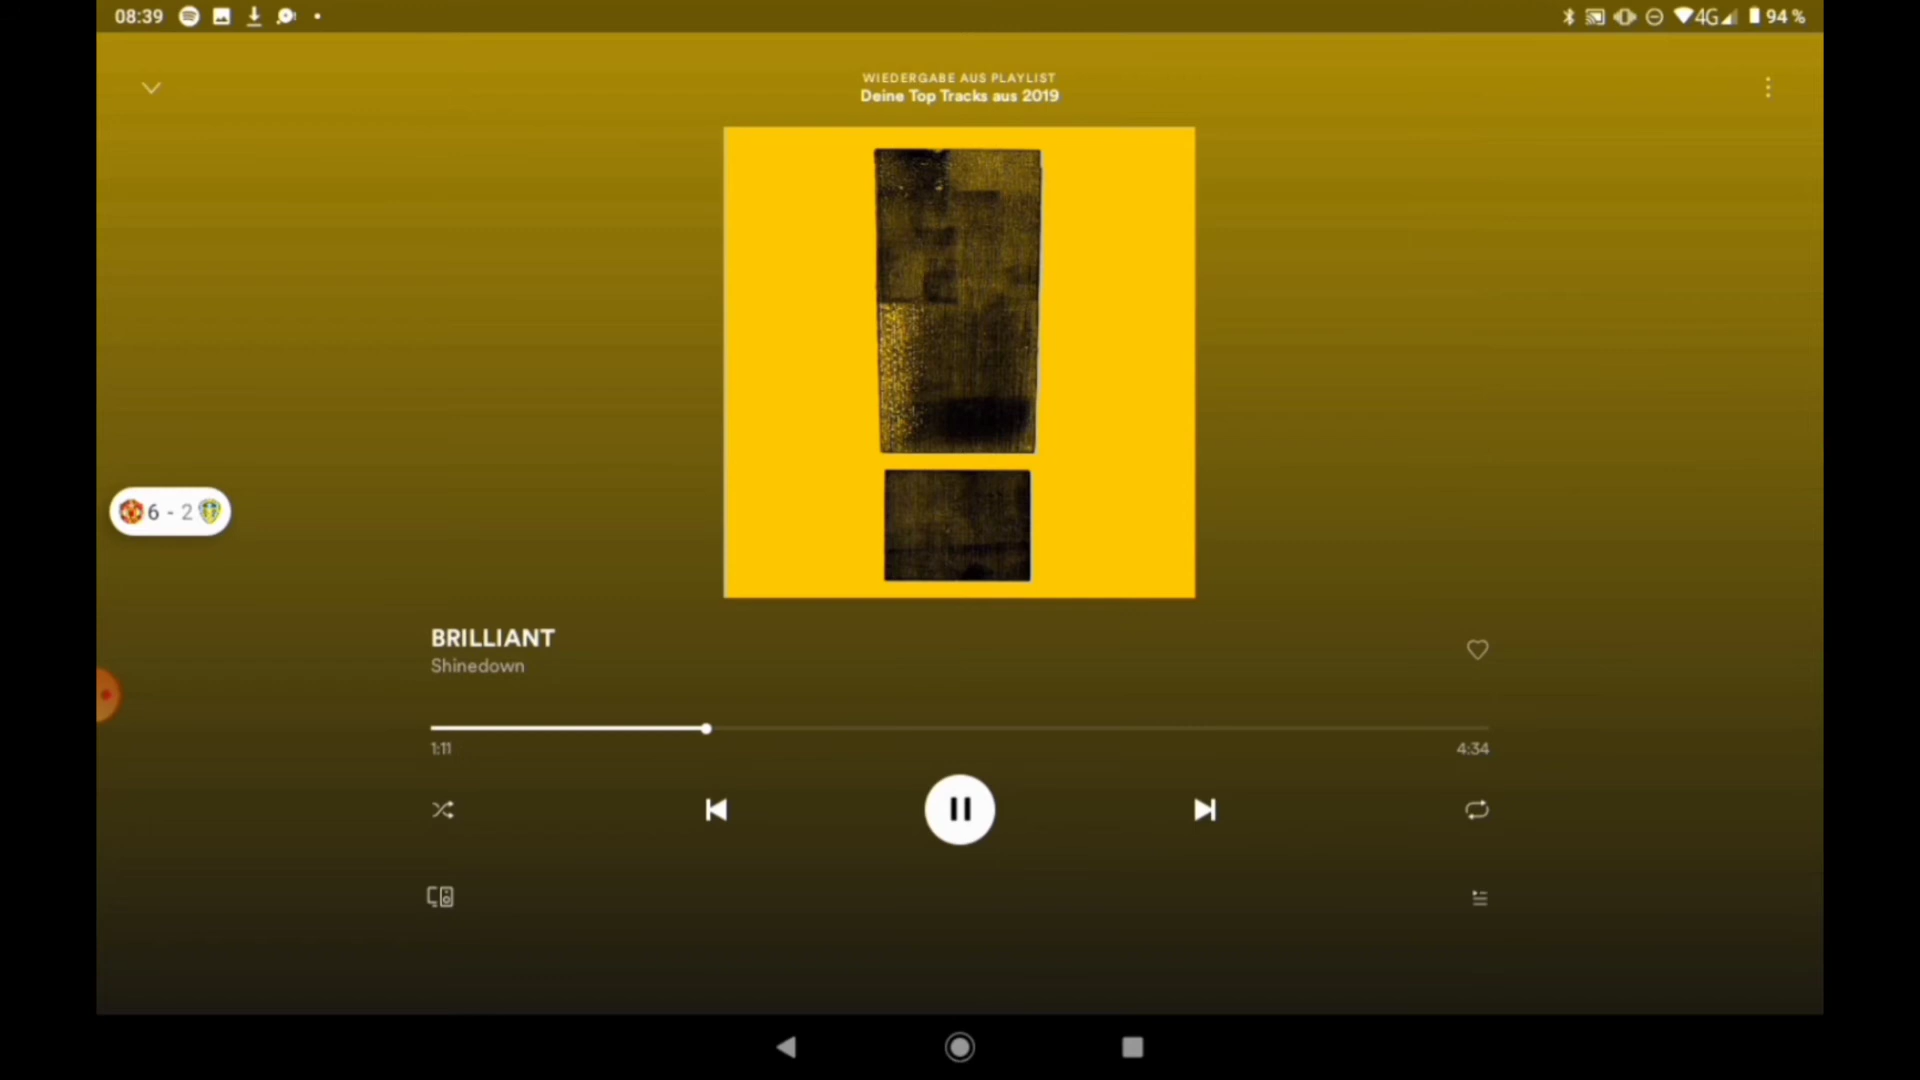 08:39
4G 94 %
WIEDERGABE AUS PLAYLIST
Deine Top Tracks aus 2019
6 - 2
BRILLIANT
Shinedown
1:11
4:34